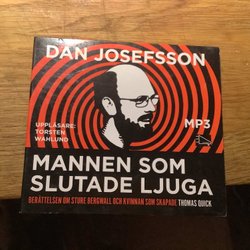 DAN JOSEFSSON
UPPLÄSARE:
TORSTEN
WAHLUND
MP3
MANNEN SOM
SLUTADE LJUGA
BERÄTTELSEN OM STURE BERGWALL OCH KVINNAN SOM SKAPADE THOMAS QUICK